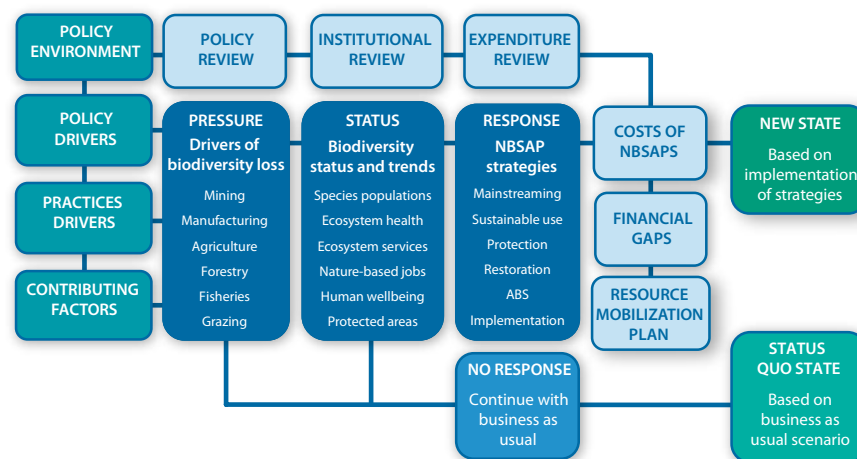 POLICY
ENVIRONMENT
POLICY
REVIEW
INSTITUTIONAL
REVIEW
EXPENDITURE
REVIEW
POLICY
DRIVERS
PRACTICES
DRIVERS
CONTRIBUTING
FACTORS
PRESSURE
Drivers of
biodiversity loss
Mining
Manufacturing
Agriculture
Forestry
Fisheries
Grazing
STATUS
Biodiversity
status and trends
Species populations
Ecosystem health
Ecosystem services
Nature-based jobs
Human wellbeing
Protected areas
RESPONSE
NBSAP
strategies
Mainstreaming
Sustainable use
Protection
Restoration
ABS
Implementation
COSTS OF
NBSAPS
FINANCIAL
GAPS
RESOURCE
MOBILIZATION
PLAN
NEW STATE
Based on
implementation
of strategies
NO RESPONSE
Continue with
business as
usual
STATUS
QUO STATE
Based on
business as
usual scenario